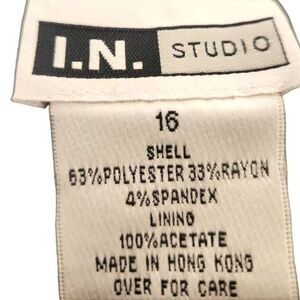 I.N. STUDIO
16
SHELL
63%POLYESTER 33%RAYON
4%SPANDEX
LINING
100%ACETATE
MADE IN HONG KONG
OVER FOR CARE